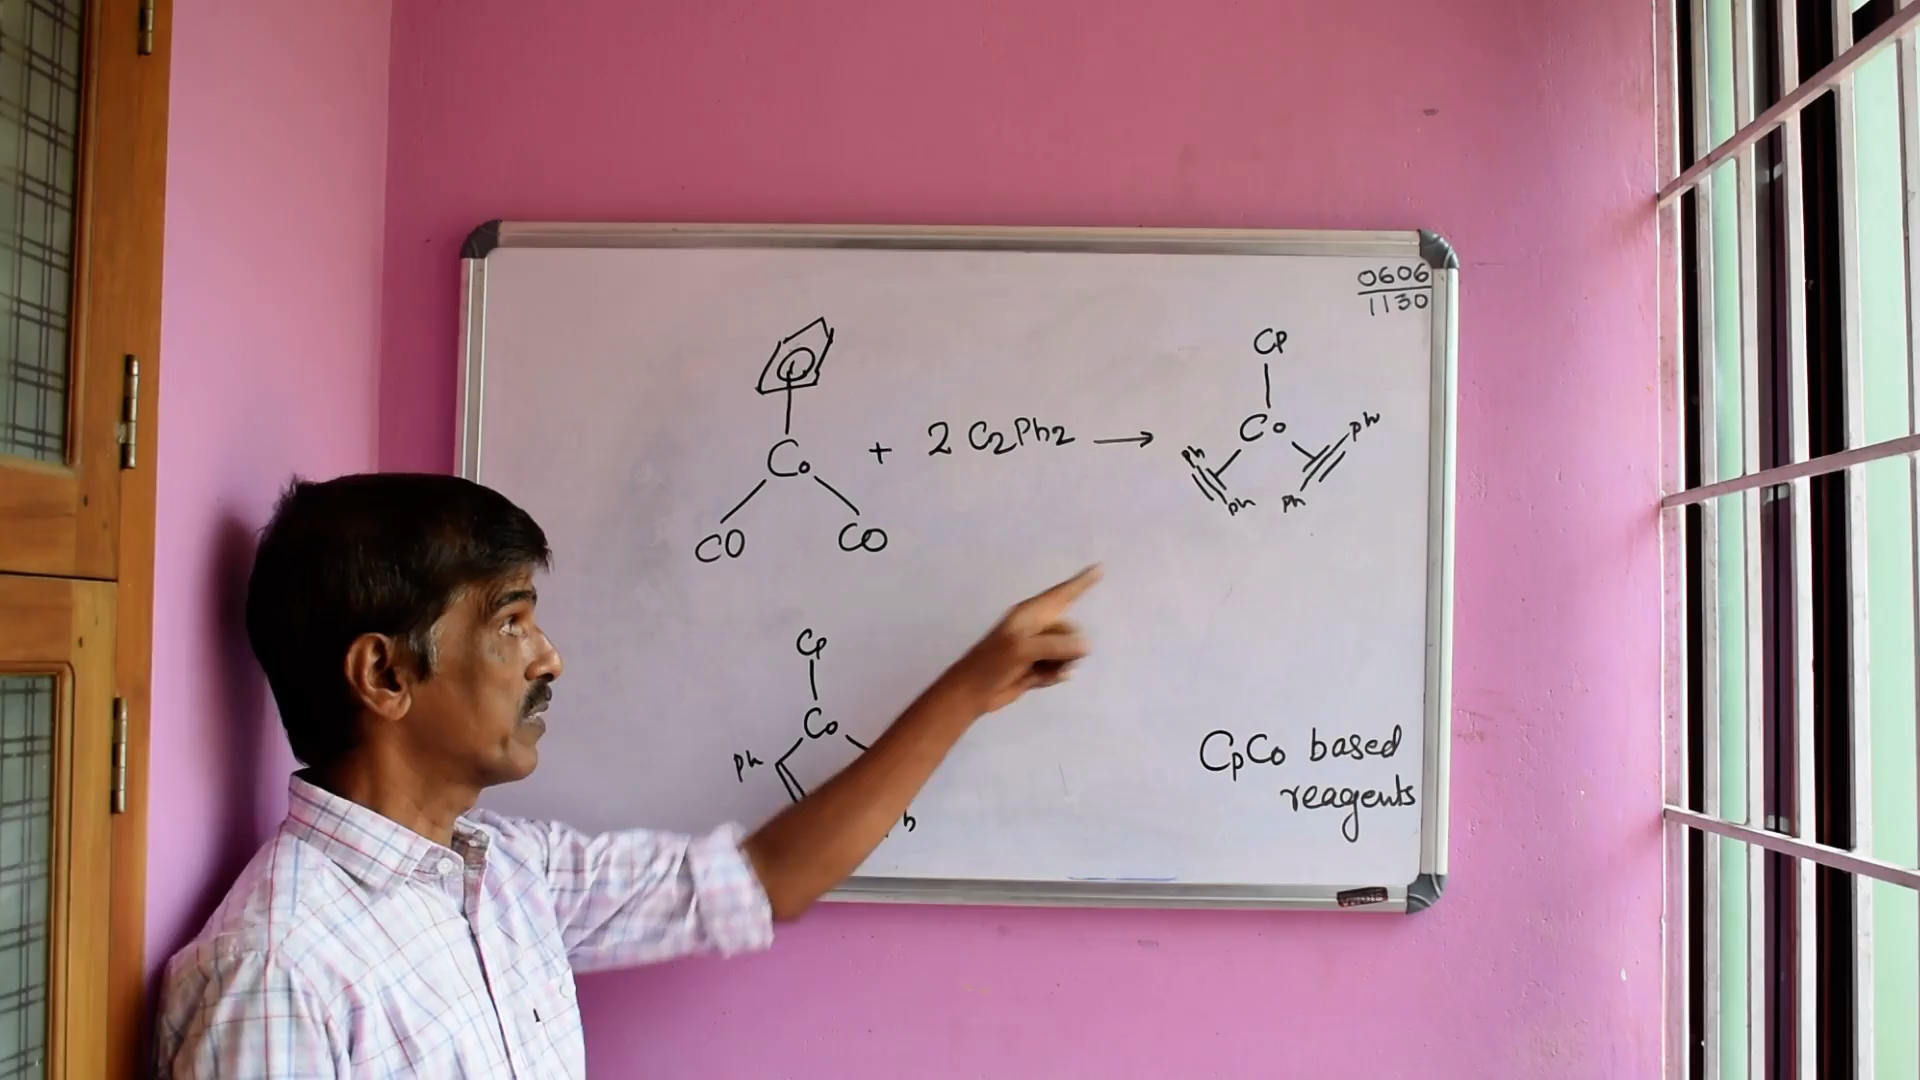 0606
1130
Co
CO
CO
+ 2 C2Ph2 →
Cp
Co
Ph
Ph
Ph
Ph
Cp
Co
Ph
CpCo based
reagents